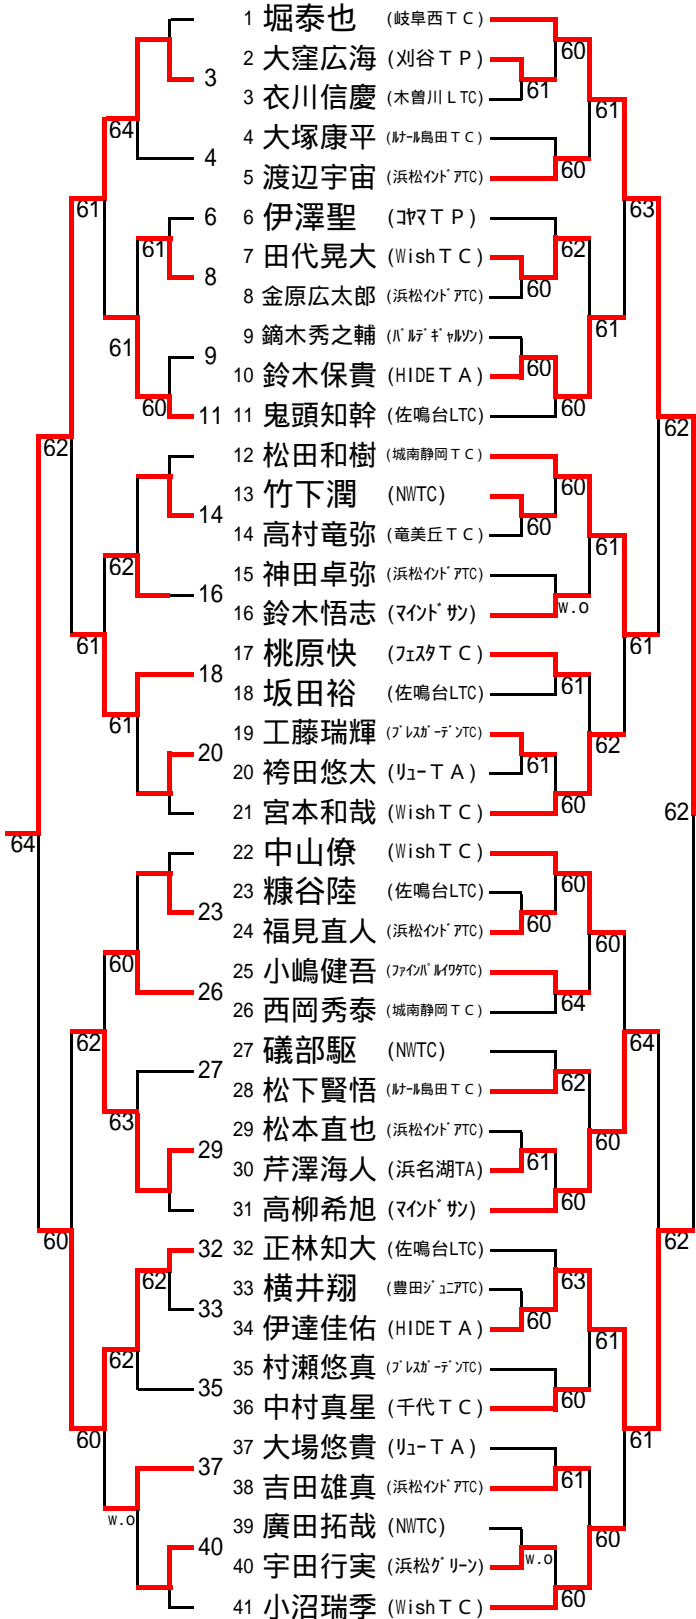 1 堀泰也 (岐阜西TC)
60
2 大窪広海 (刈谷TP)
3
61
61
3 衣川信慶 (木曽川LTC)
64
4 大塚康平 (ﾙﾅｰﾙ島田TC)
4
60
5 渡辺宇宙 (浜松ｲﾝﾄﾞｱTC)
61
63
6
6 伊澤聖 (ｺﾔﾏTP)
61
62
7 田代晃大 (WishTC)
8
60
8 金原広太郎 (浜松ｲﾝﾄﾞｱTC)
61
9 鏑木秀之輔 (ﾊﾟﾙﾃﾞｷﾞｬﾙｿﾝ)
61
9
60
10 鈴木保貴 (HIDETA)
60
60
11
11 鬼頭知幹 (佐鳴台LTC)
62
62
12 松田和樹 (城南静岡TC)
60
13 竹下潤 (NWTC)
14
60
14 高村竜弥 (竜美丘TC)
61
62
15 神田卓弥 (浜松ｲﾝﾄﾞｱTC)
16
w.o
16 鈴木悟志 (ﾏｲﾝﾄﾞｻﾝ)
61
61
17 桃原快 (ﾌｪｽﾀTC)
18
61
18 坂田裕 (佐鳴台LTC)
61
19 工藤瑞輝 (ﾌﾞﾚｽｶﾞｰﾃﾞﾝTC)
62
20
61
20 袴田悠太 (ﾘｭｰTA)
60
21 宮本和哉 (WishTC)
62
64
22 中山僚 (WishTC)
60
23 糠谷陸 (佐鳴台LTC)
23
60
24 福見直人 (浜松ｲﾝﾄﾞｱTC)
60
60
25 小嶋健吾 (ﾌｧｲﾝﾊﾟﾙｲﾜﾀTC)
26
64
26 西岡秀泰 (城南静岡TC)
62
64
27 礒部駆 (NWTC)
27
62
28 松下賢悟 (ﾙﾅｰﾙ島田TC)
63
29 松本直也 (浜松ｲﾝﾄﾞｱTC)
60
29
61
30 芹澤海人 (浜名湖TA)
60
31 高柳希旭 (ﾏｲﾝﾄﾞｻﾝ)
60
62
32
32 正林知大 (佐鳴台LTC)
62
63
33 横井翔 (豊田ｼﾞｭﾆｱTC)
33
60
34 伊達佳佑 (HIDETA)
62
61
35 村瀬悠真 (ﾌﾞﾚｽｶﾞｰﾃﾞﾝTC)
35
60
36 中村真星 (千代TC)
60
61
37 大場悠貴 (ﾘｭｰTA)
37
61
38 吉田雄真 (浜松ｲﾝﾄﾞｱTC)
w.o
39 廣田拓哉 (NWTC)
60
40
w.o
40 宇田行実 (浜松ｸﾞﾘｰﾝ)
60
41 小沼瑞季 (WishTC)